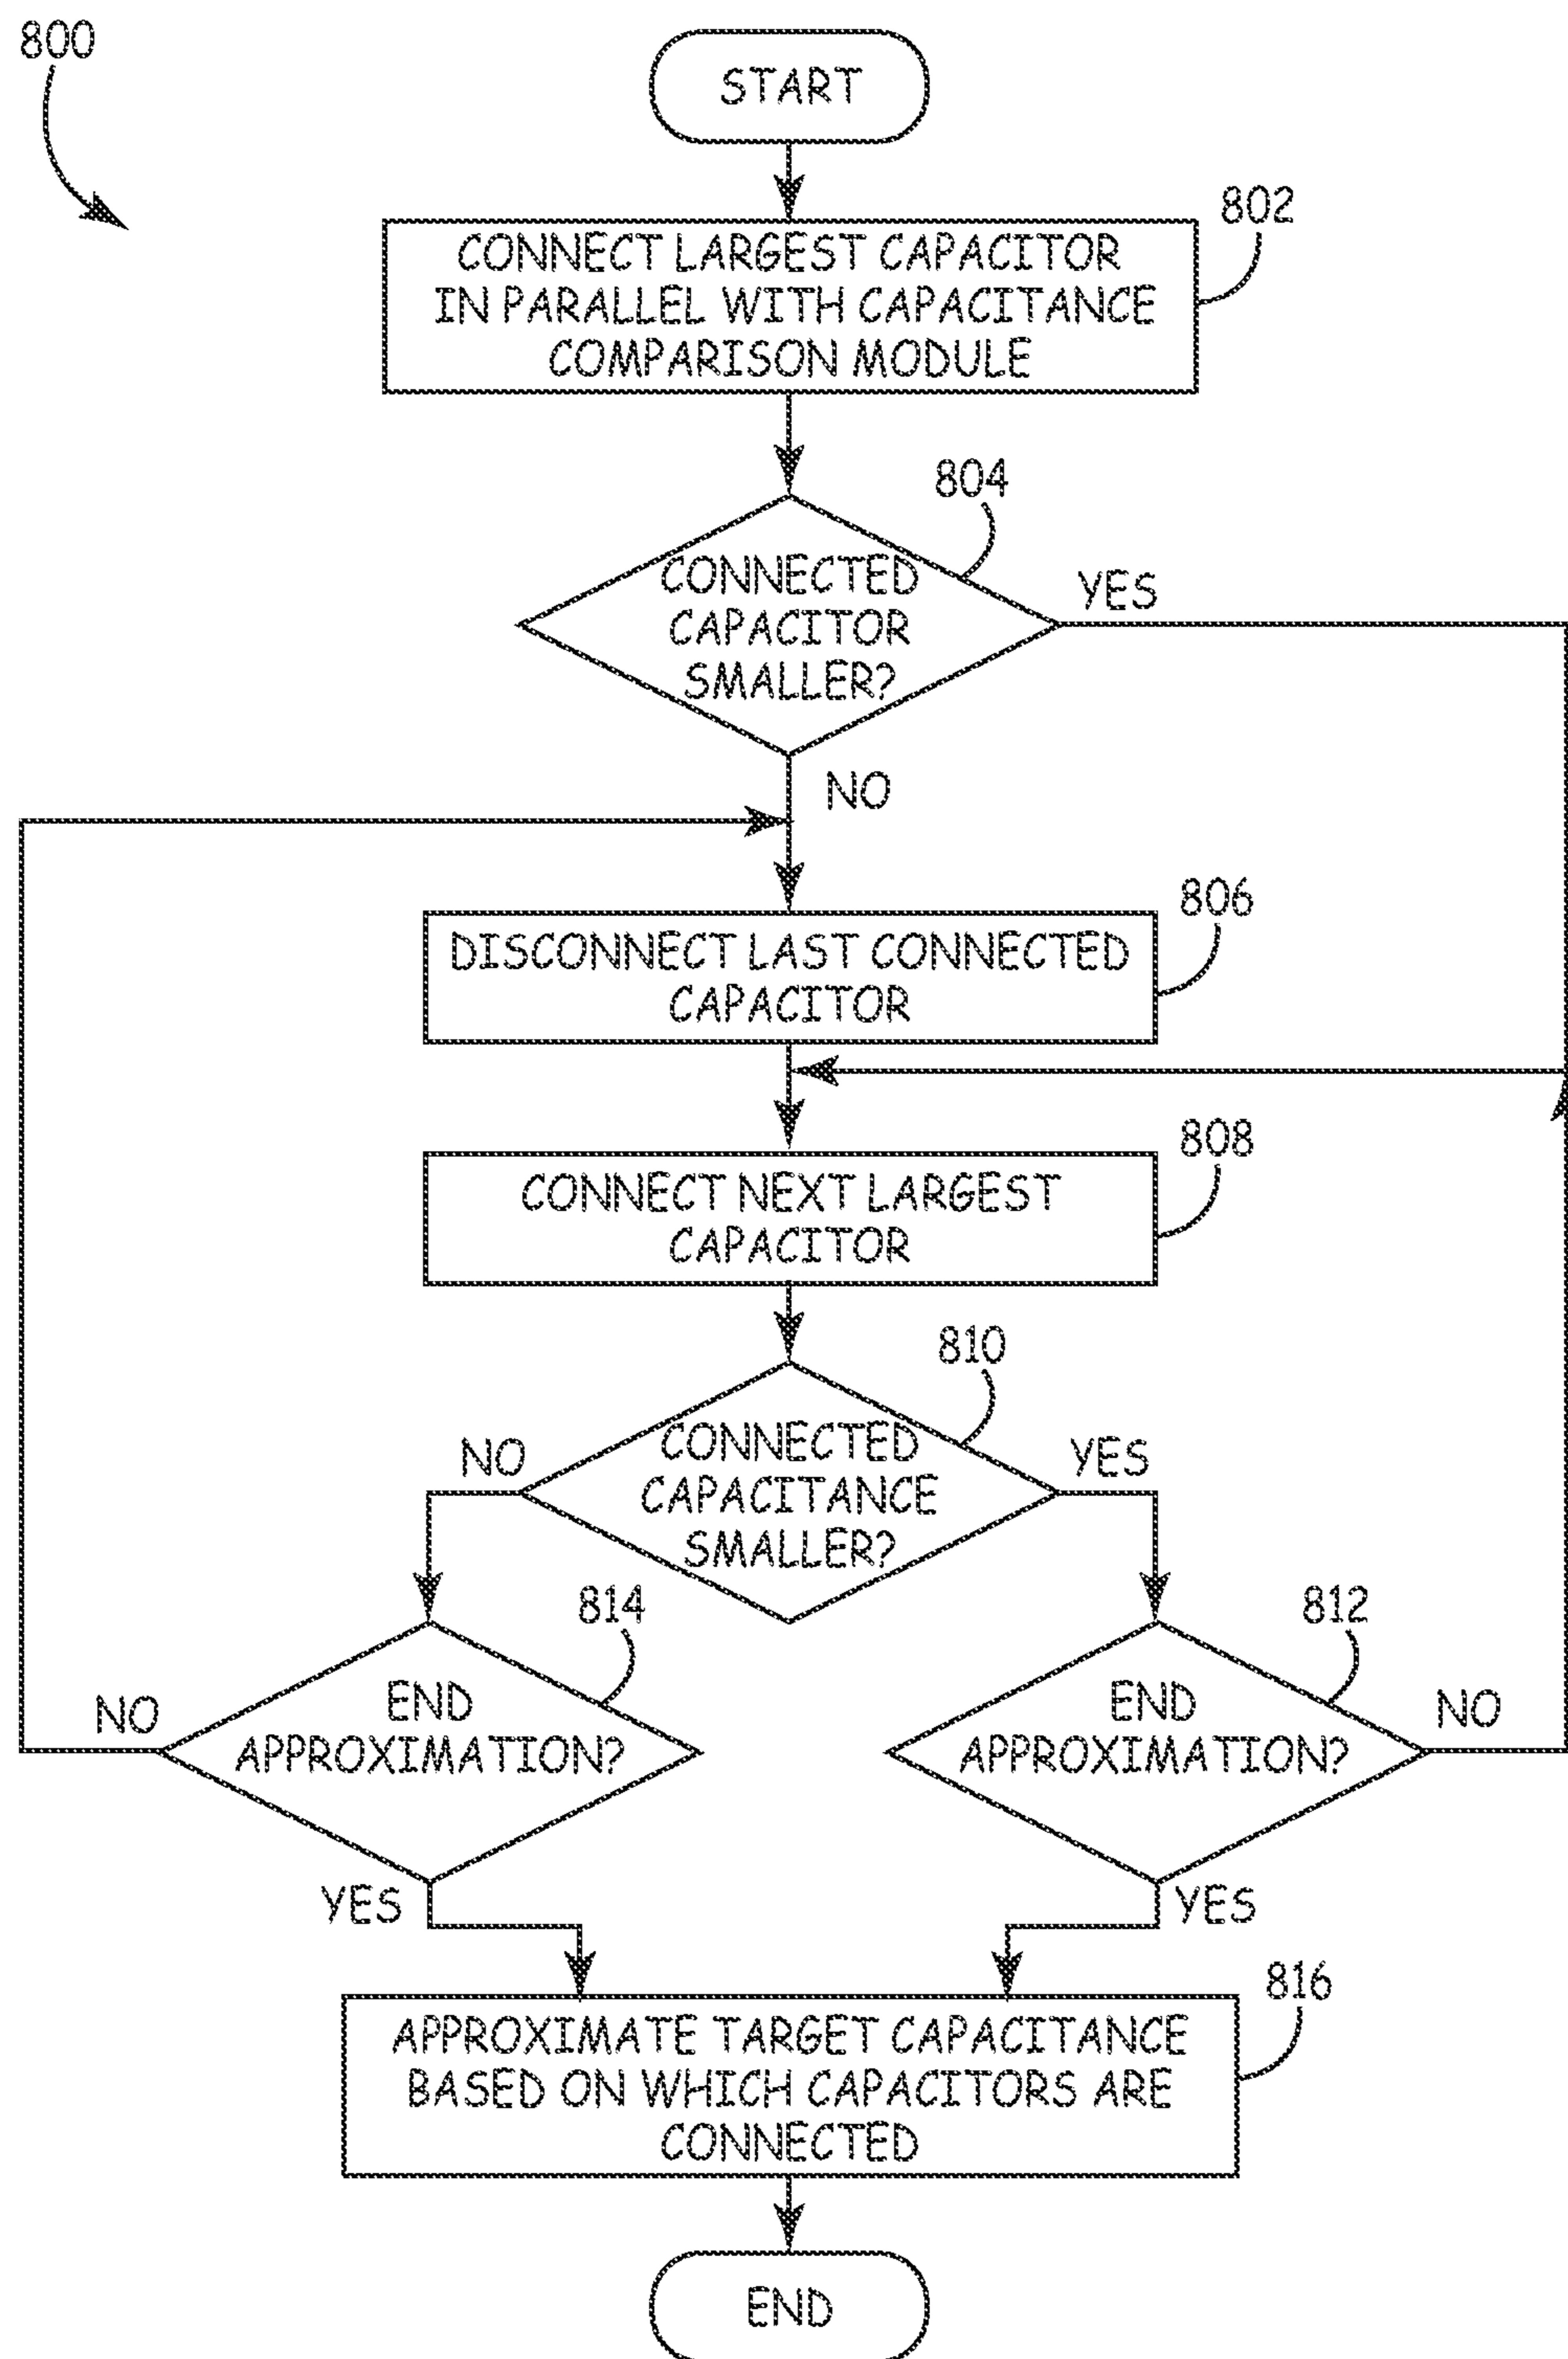 800
START
802
CONNECT LARGEST CAPACITOR
IN PARALLEL WITH CAPACITANCE
COMPARISON MODULE
804
CONNECTED
CAPACITOR
SMALLER?
YES
NO
806
DISCONNECT LAST CONNECTED
CAPACITOR
808
CONNECT NEXT LARGEST
CAPACITOR
810
CONNECTED
CAPACITANCE
SMALLER?
NO
YES
814
812
END
APPROXIMATION?
NO
YES
END
APPROXIMATION?
NO
YES
816
APPROXIMATE TARGET CAPACITANCE
BASED ON WHICH CAPACITORS ARE
CONNECTED
END